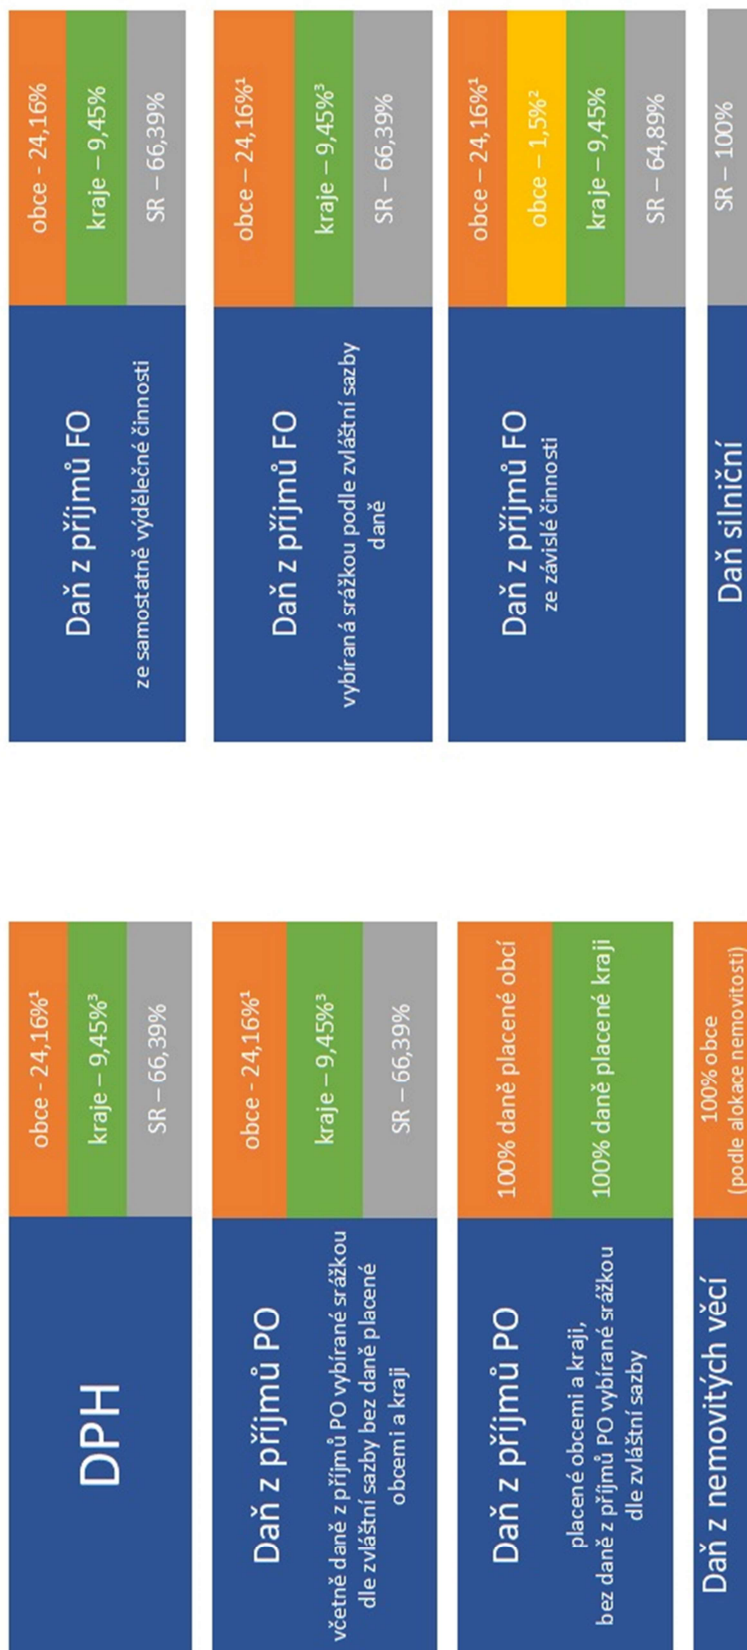 DPH
obce - 24,16%¹
kraje – 9,45%³
SR – 66,39%
Daň z příjmů PO
včetně daně z příjmů PO vybírané srážkou
dle zvláštní sazby bez daně placené
obcemi a kraji
obce - 24,16%¹
kraje – 9,45%³
SR – 66,39%
Daň z příjmů PO
placené obcemi a kraji,
bez daně z příjmů PO vybírané srážkou
dle zvláštní sazby
100% daně placené obcí
100% daně placené kraji
Daň z nemovitých věcí
100% obce
(podle alokace nemovitosti)
Daň z příjmů FO
ze samostatně výdělečné činnosti
obce - 24,16%
kraje – 9,45%
SR – 66,39%
Daň z příjmů FO
vybíraná srážkou podle zvláštní sazby
daně
obce – 24,16%¹
kraje – 9,45%³
SR – 66,39%
Daň z příjmů FO
ze závislé činnosti
obce – 24,16%¹
obce – 1,5%²
kraje – 9,45%
SR – 64,89%
Daň silniční
SR – 100%